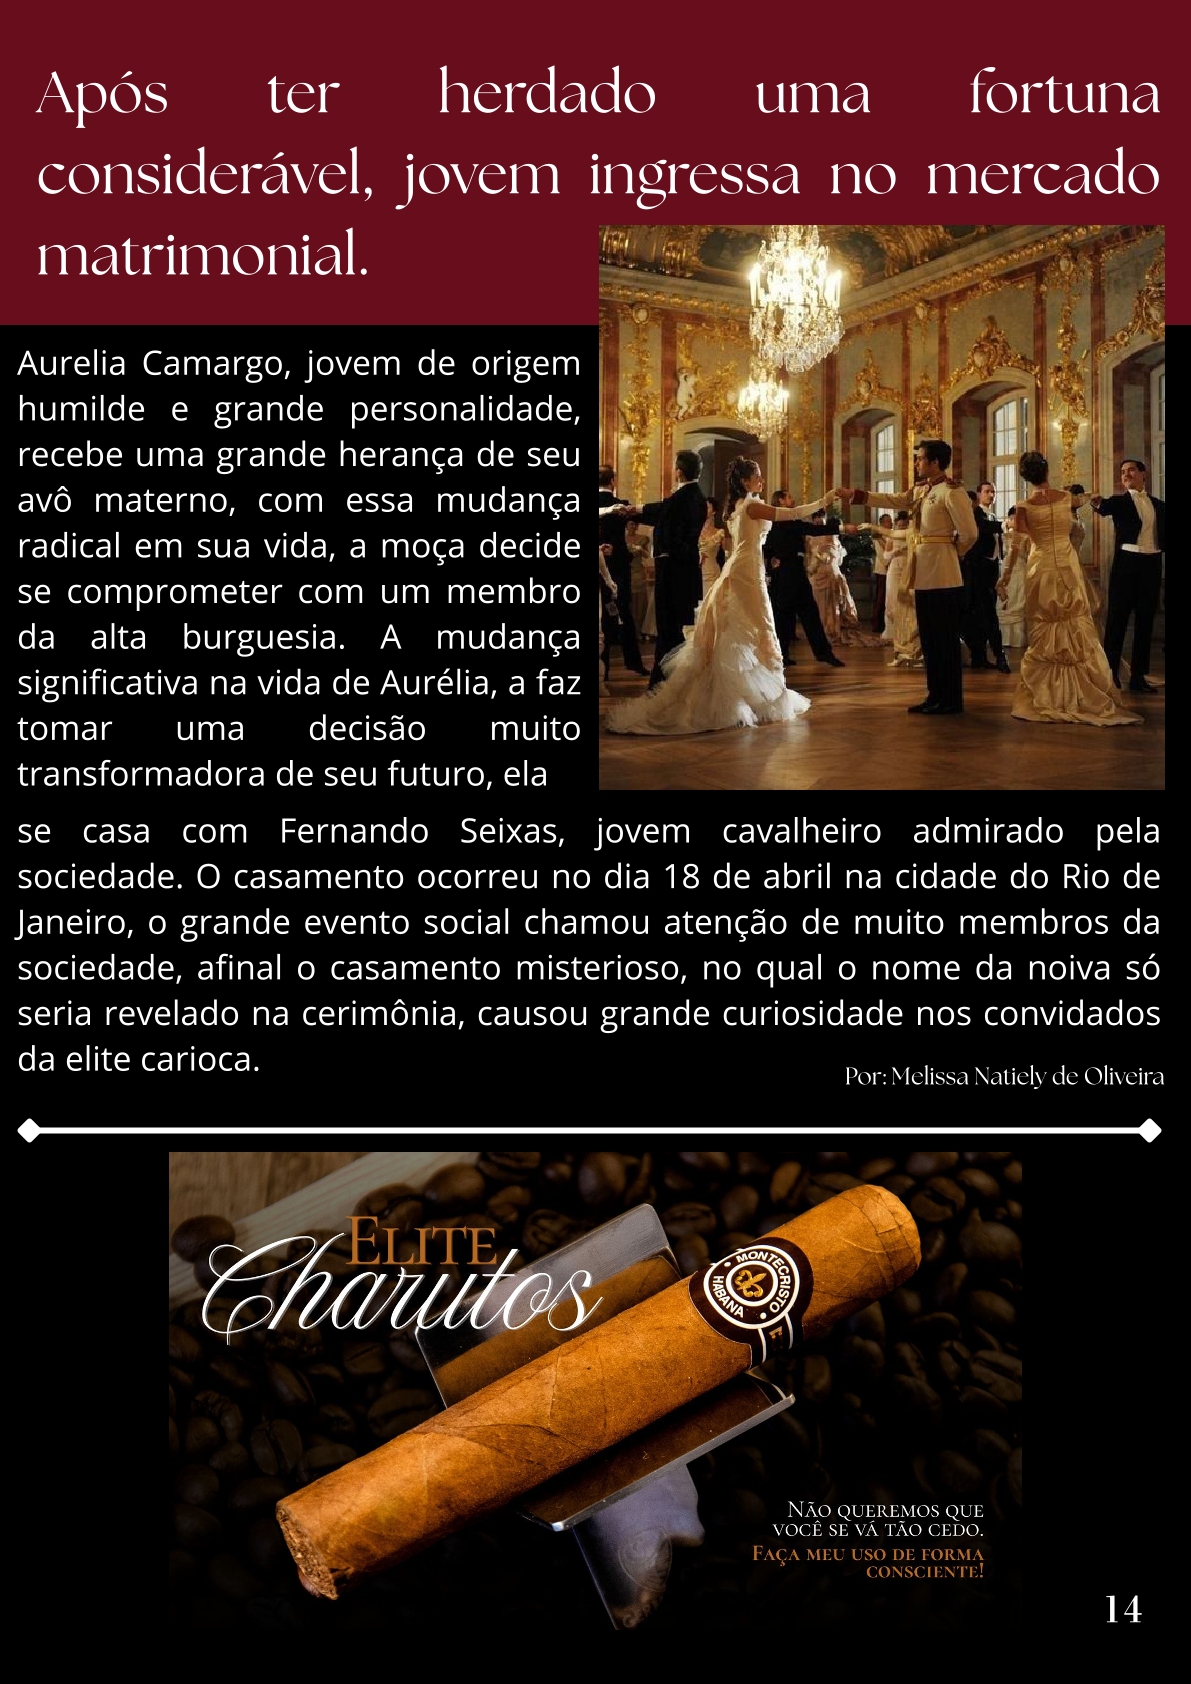 Após ter herdado uma fortuna
considerável, jovem ingressa no mercado
matrimonial.
Aurelia Camargo, jovem de origem
humilde e grande personalidade,
recebe uma grande herança de seu
avô materno, com essa mudança
radical em sua vida, a moça decide
se comprometer com um membro
da alta burguesia. A mudança
significativa na vida de Aurélia, a faz
tomar uma decisão muito
transformadora de seu futuro, ela
se casa com Fernando Seixas, jovem cavalheiro admirado pela
sociedade. O casamento ocorreu no dia 18 de abril na cidade do Rio de
Janeiro, o grande evento social chamou atenção de muito membros da
sociedade, afinal o casamento misterioso, no qual o nome da noiva só
seria revelado na cerimônia, causou grande curiosidade nos convidados
da elite carioca.
Por: Melissa Natiely de Oliveira
ELITE
Charutos
MONTECRISTO
HABANA
NÃO QUEREMOS QUE
VOCÊ SE VÁ TÃO CEDO.
FAÇA MEU USO DE FORMA
CONSCIENTE!
14